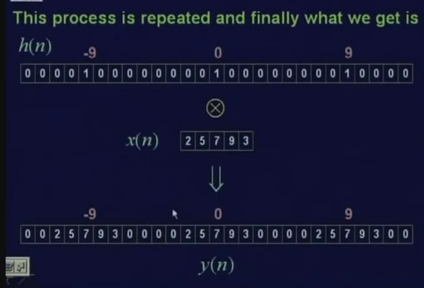 This process is repeated and finally what we get is
h(n)
-9 0 9
0 0 0 0 1 0 0 0 0 0 0 0 0 1 0 0 0 0 0 0 0 0 1 0 0 0 0
x(n) 2 5 7 9 3
-9 0 9
0 0 2 5 7 9 3 0 0 0 0 2 5 7 9 3 0 0 0 0 2 5 7 9 3 0 0
y(n)